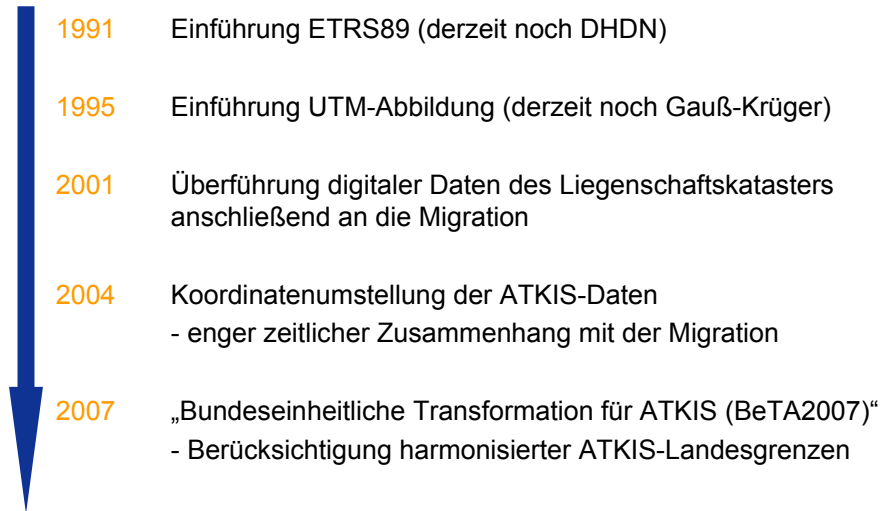 1991 Einführung ETRS89 (derzeit noch DHDN)
1995 Einführung UTM-Abbildung (derzeit noch Gauß-Krüger)
2001 Überführung digitaler Daten des Liegenschaftskatasters
anschließend an die Migration
2004 Koordinatenumstellung der ATKIS-Daten
- enger zeitlicher Zusammenhang mit der Migration
2007 „Bundeseinheitliche Transformation für ATKIS (BeTA2007)“
- Berücksichtigung harmonisierter ATKIS-Landesgrenzen